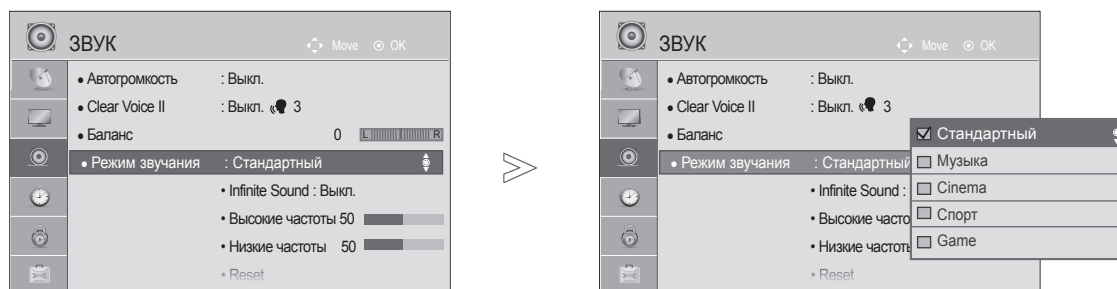 ЗВУК Move OK
• Автогромкость : Выкл.
• Clear Voice II : Выкл. 3
• Баланс 0 L R
• Режим звучания : Стандартный
• Infinite Sound : Выкл.
• Высокие частоты 50
• Низкие частоты 50
• Reset
>
ЗВУК Move OK
• Автогромкость : Выкл.
• Clear Voice II : Выкл. 3
• Баланс
• Режим звучания : Стандартный
• Infinite Sound :
• Высокие часто
• Низкие частоть
• Reset
Стандартный
Музыка
Cinema
Спорт
Game